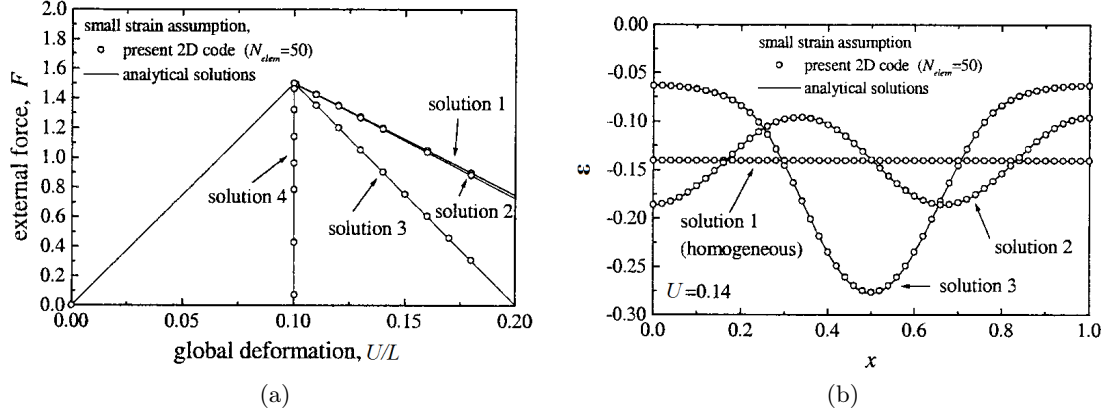 small strain assumption,
present 2D code (N_elem=50)
analytical solutions
2.0
1.8
1.6
1.4
1.2
1.0
0.8
0.6
0.4
0.2
0.0
external force, F
solution 1
solution 4
solution 2
solution 3
0.00 0.05 0.10 0.15 0.20
global deformation, U/L
(a)
0.00
-0.05
-0.10
-0.15
-0.20
-0.25
-0.30
ε
small strain assumption
present 2D code (N_elem=50)
analytical solutions
solution 1
(homogeneous)
solution 2
solution 3
U=0.14
0.0 0.2 0.4 0.6 0.8 1.0
x
(b)